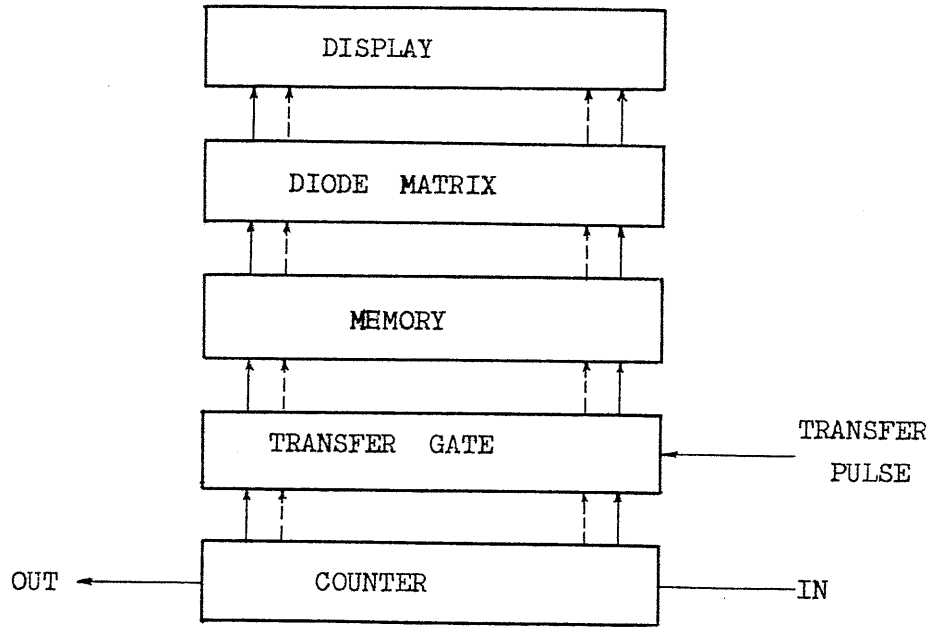 DISPLAY
DIODE MATRIX
MEMORY
TRANSFER GATE
TRANSFER
PULSE
OUT
COUNTER
IN